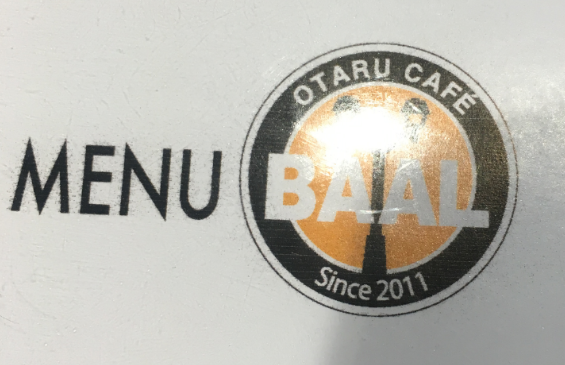 MENU
OTARU CAFÉ
BAAL
Since 2011